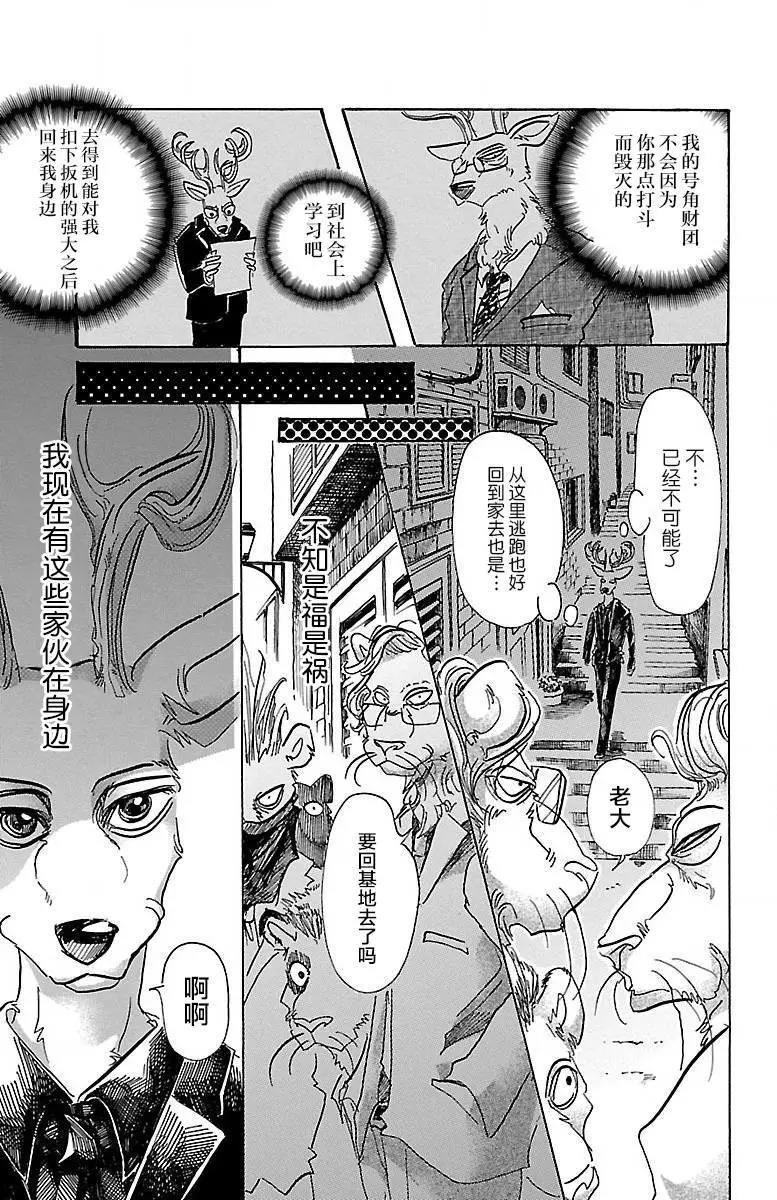 我的号角财团
不会因为
你那点打斗
而毁灭的
到社会上
学习吧
去得到能对我
扣下扳机的强大之后
回来我身边
不…
已经不可能了
从这里逃跑也好
回到家去也是…
老大
不知是福是祸
要回基地去了吗
我现在有这些家伙在身边
啊啊